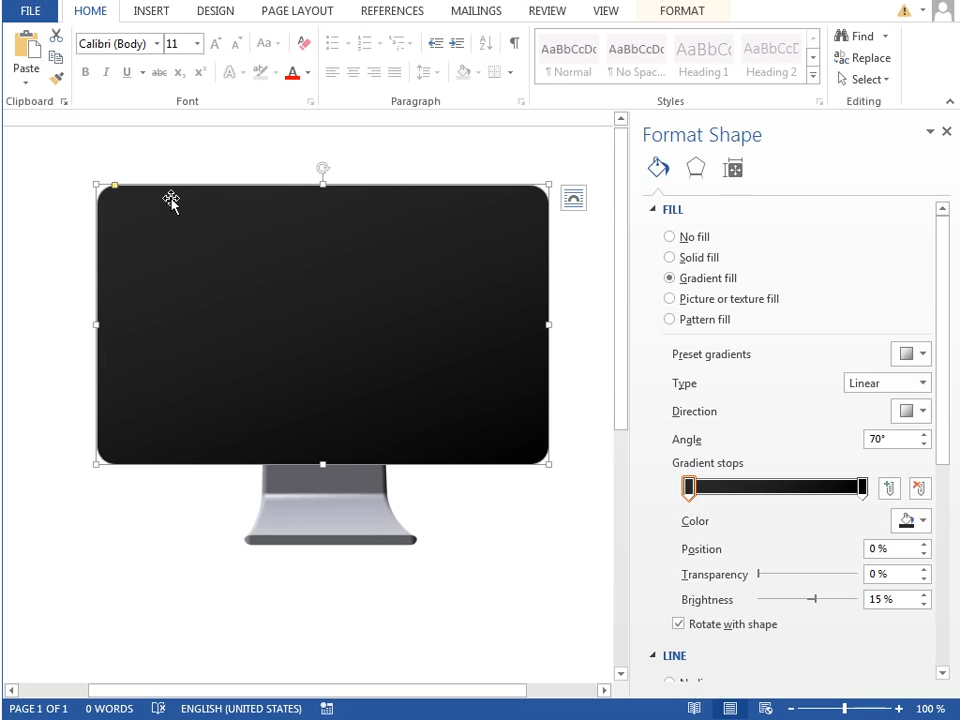 FILE HOME INSERT DESIGN PAGE LAYOUT REFERENCES MAILINGS REVIEW VIEW FORMAT
Calibri (Body) 11 Aa
AaBbCcDc AaBbCcDc AaBbCc AaBbCcD
Find
Replace
Select
Paste
B I U abc x₂ x² A A
¶ Normal ¶ No Spac... Heading 1 Heading 2
Clipboard Font Paragraph Styles Editing
Format Shape
FILL
No fill
Solid fill
Gradient fill
Picture or texture fill
Pattern fill
Preset gradients
Type Linear
Direction
Angle 70°
Gradient stops
Color
Position 0 %
Transparency 0 %
Brightness 15 %
Rotate with shape
LINE
PAGE 1 OF 1 0 WORDS ENGLISH (UNITED STATES) 100 %